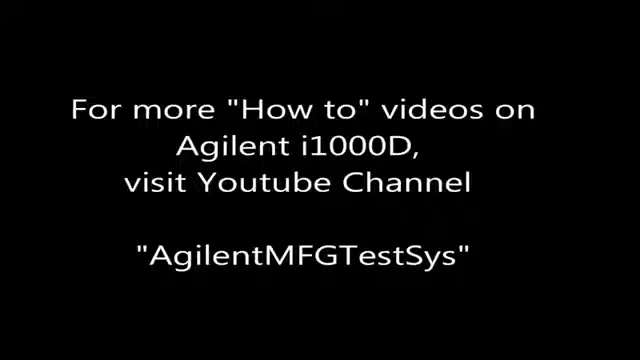 For more "How to" videos on
Agilent i1000D,
visit Youtube Channel
"AgilentMFGTestSys"